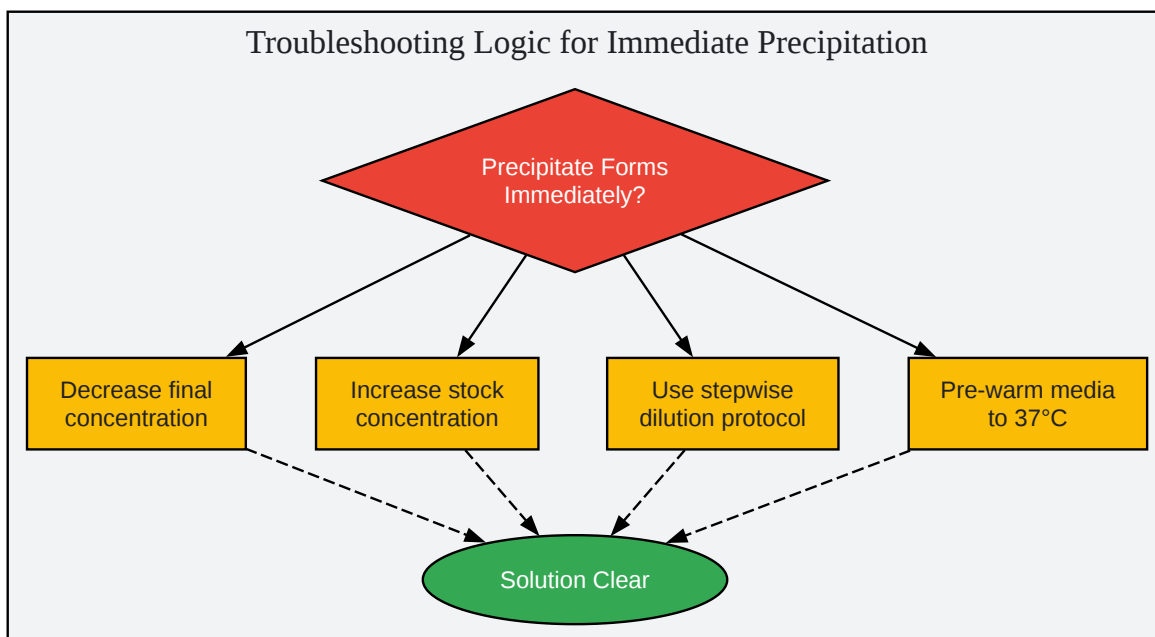 Troubleshooting Logic for Immediate Precipitation
Precipitate Forms
Immediately?
Decrease final
concentration
Increase stock
concentration
Use stepwise
dilution protocol
Pre-warm media
to 37°C
Solution Clear